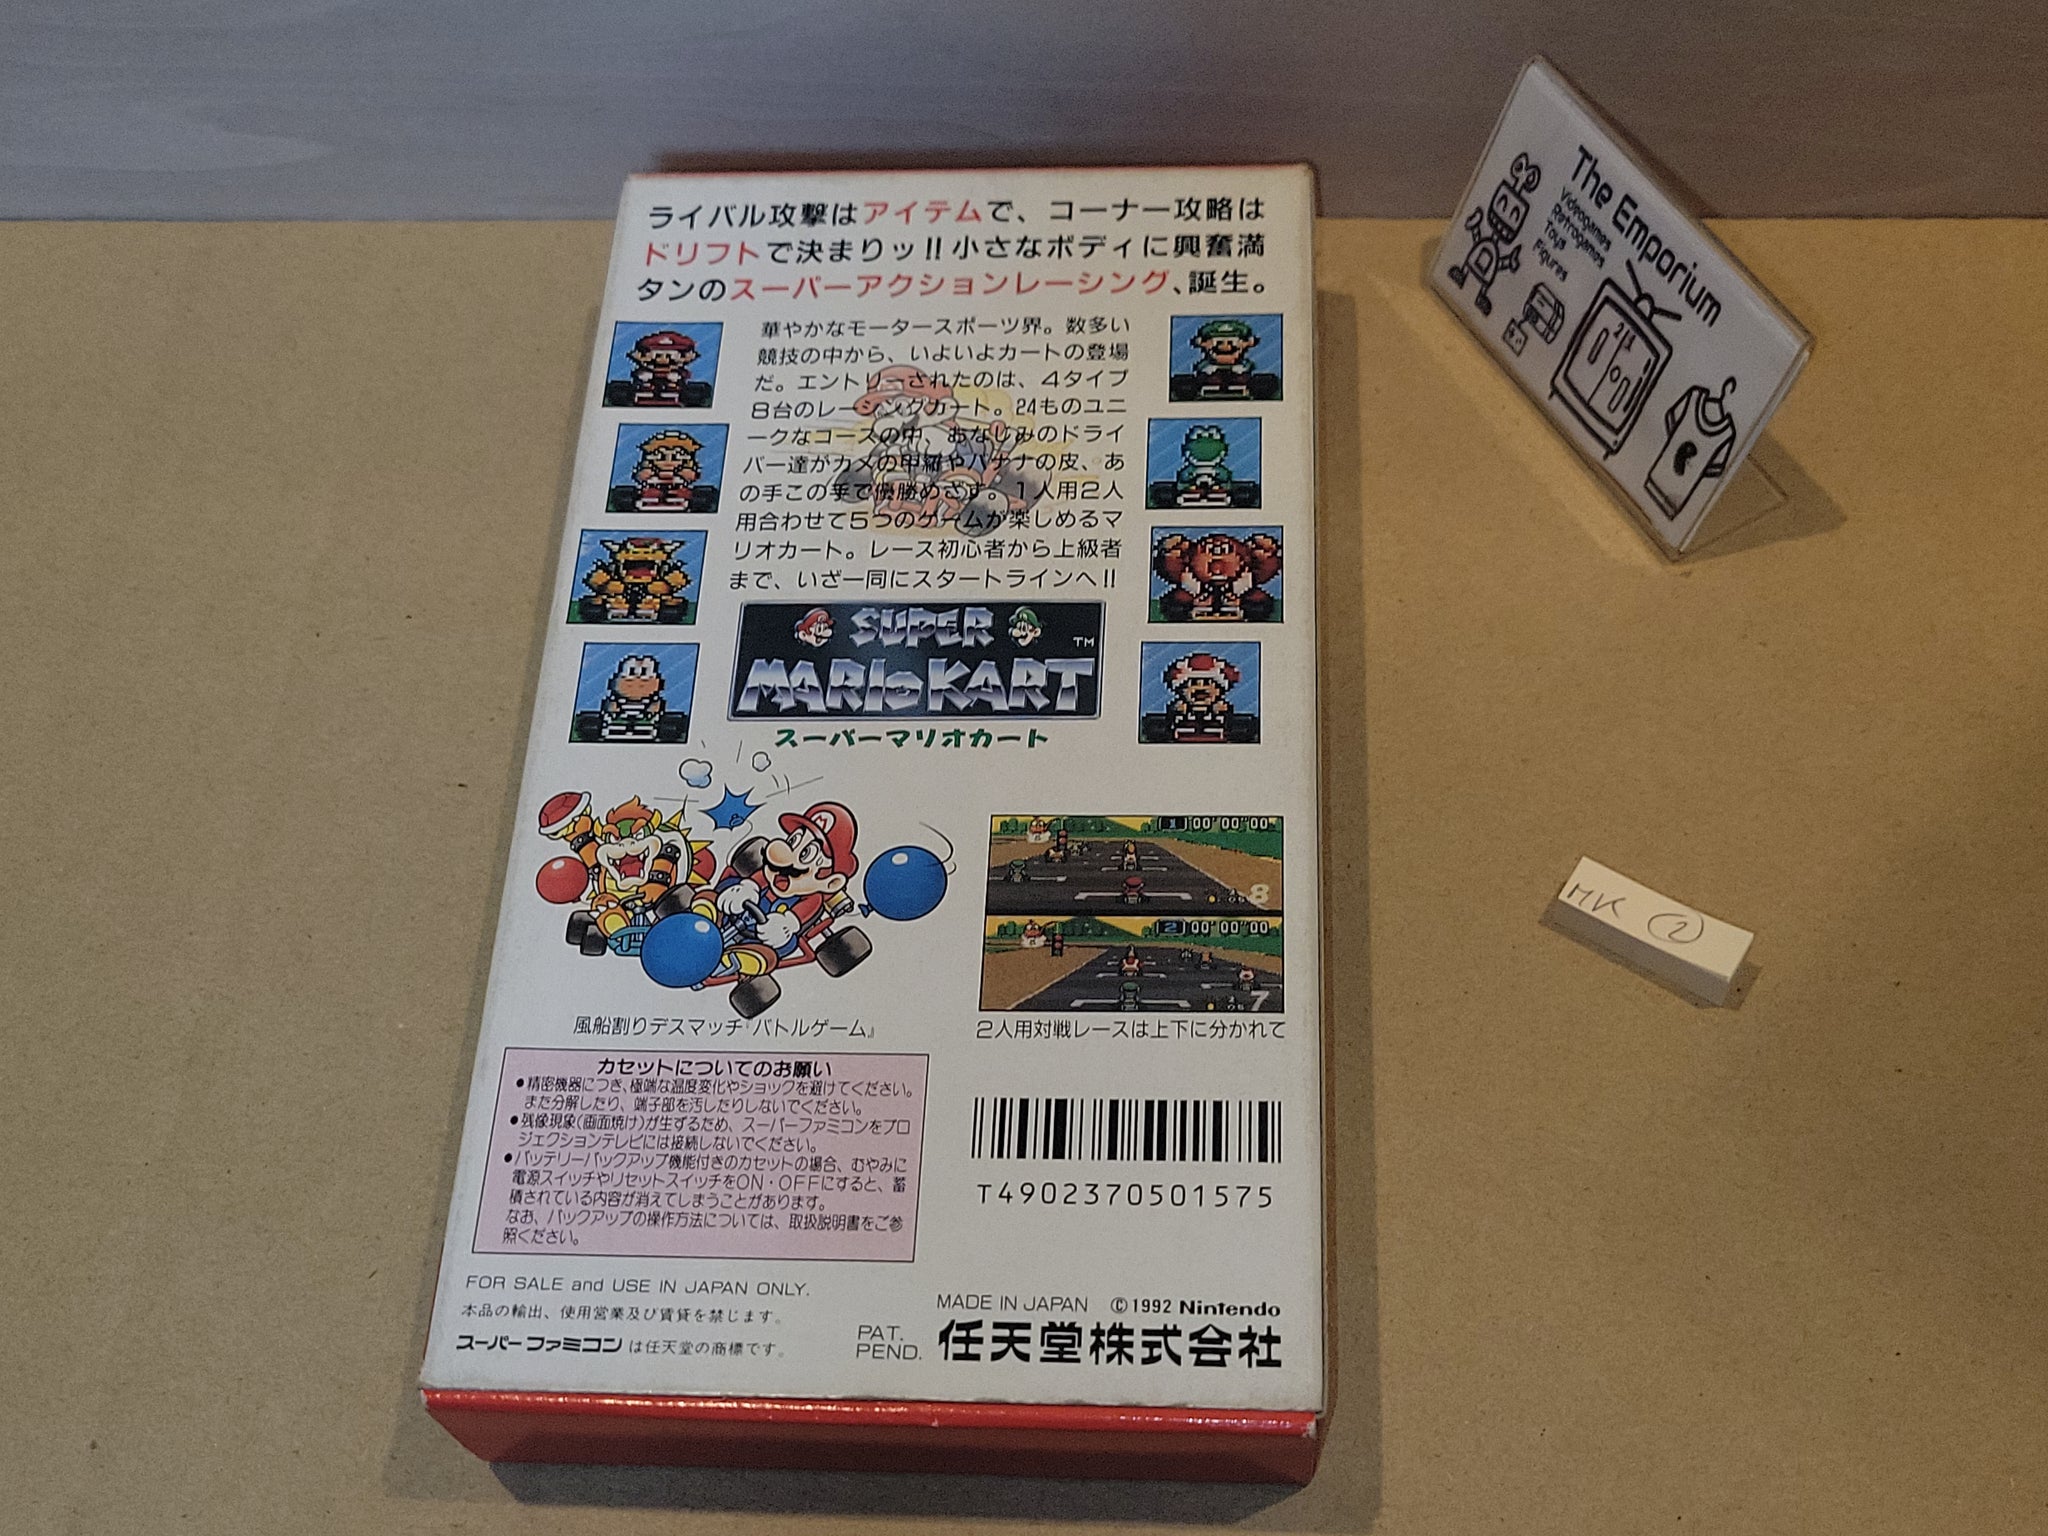 ライバル攻撃はアイテムで、コーナー攻略は
ドリフトで決まりッ!!小さなボディに興奮満
タンのスーパーアクションレーシング、誕生。
華やかなモータースポーツ界。数多い
競技の中から、いよいよカートの登場
だ。エントリーされたのは、4タイプ
8台のレーシングカート。24ものユニ
ークなコースの中、おなじみのドライ
バー達がカメの甲羅やバナナの皮、あ
の手この手で優勝めざす。1人用2人
用合わせて5つのゲームが楽しめるマ
リオカート。レース初心者から上級者
まで、いざ一同にスタートラインへ!!
SUPER
MARIO KART™
スーパーマリオカート
1 00'00"00
8
2 00'00"00
7
風船割りデスマッチ『バトルゲーム』
2人用対戦レースは上下に分かれて
カセットについてのお願い
●精密機器につき、極端な温度変化やショックを避けてください。
また分解したり、端子部を汚したりしないでください。
●残像現象(画面焼け)が生ずるため、スーパーファミコンをプロ
ジェクションテレビには接続しないでください。
●バッテリーバックアップ機能付きのカセットの場合、むやみに
電源スイッチやリセットスイッチをON・OFFにすると、蓄
積されている内容が消えてしまうことがあります。
なお、バックアップの操作方法については、取扱説明書をご参
照ください。
T4902370501575
FOR SALE and USE IN JAPAN ONLY.
本品の輸出、使用営業及び賃貸を禁じます。
スーパーファミコンは任天堂の商標です。
MADE IN JAPAN ©1992 Nintendo
PAT.
PEND.
任天堂株式会社
The Emporium
Videogames
Retrogames
Toys
Figures
MK 2